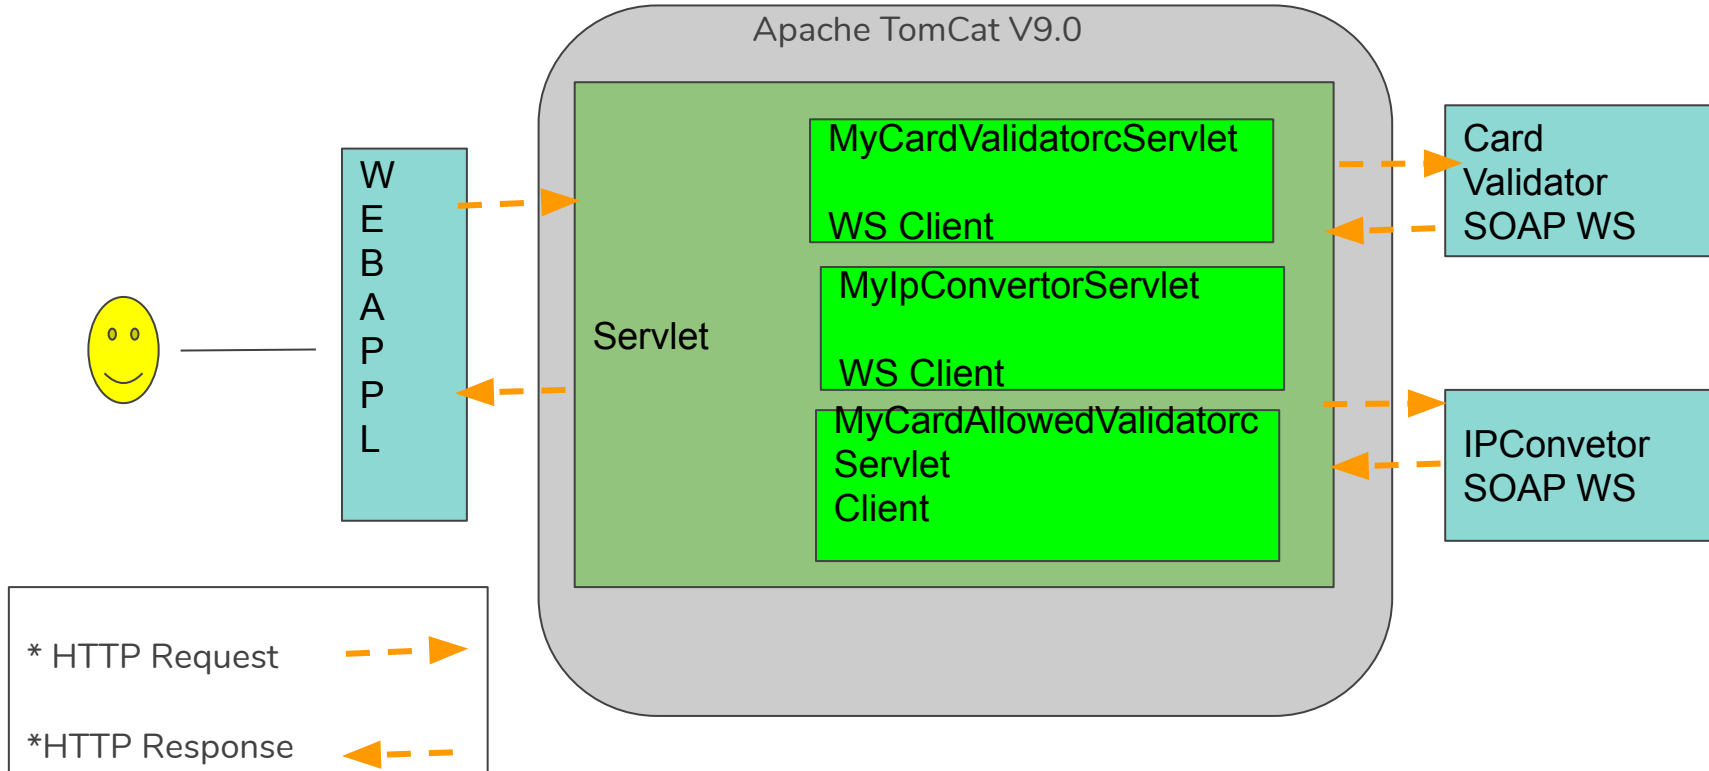 Apache TomCat V9.0
W
E
B
A
P
P
L
Servlet
MyCardValidatorcServlet
WS Client
MyIpConvertorServlet
WS Client
MyCardAllowedValidatorc
Servlet
Client
Card
Validator
SOAP WS
IPConvetor
SOAP WS
* HTTP Request
*HTTP Response